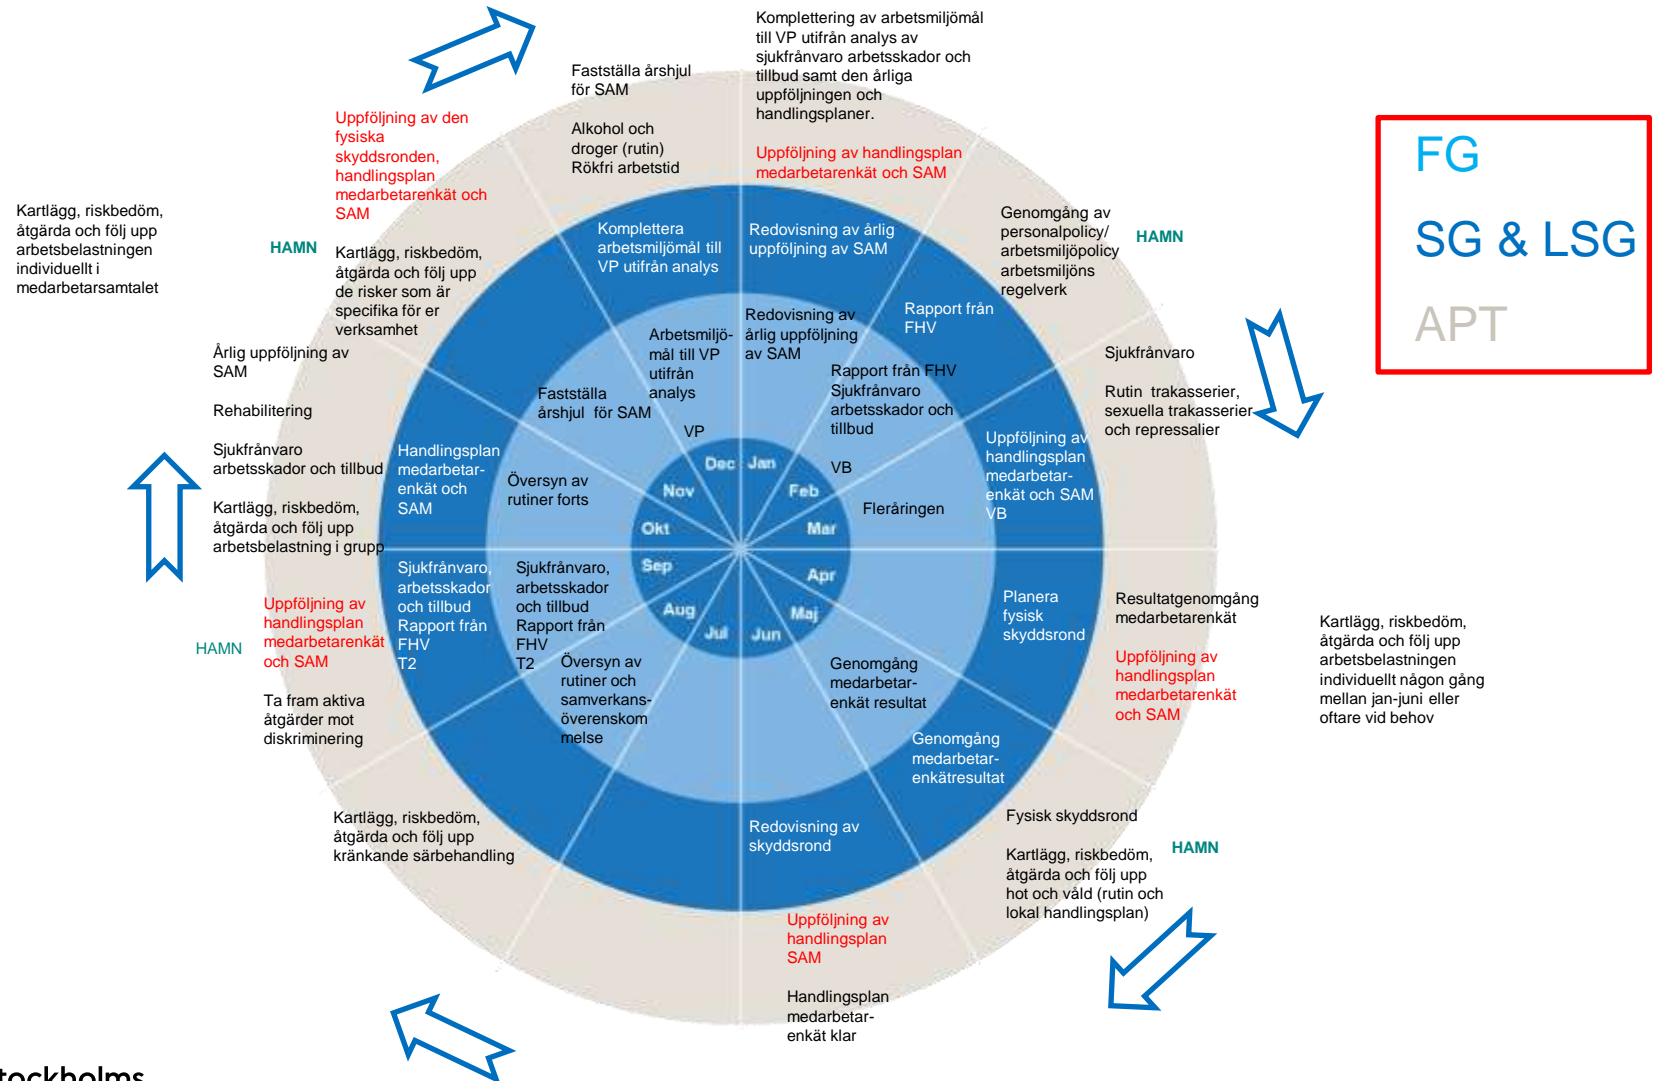 Komplettering av arbetsmiljömål
till VP utifrån analys av
sjukfrånvaro arbetsskador och
tillbud samt den årliga
uppföljningen och
handlingsplaner.
Uppföljning av handlingsplan
medarbetarenkät och SAM
Fastställa årshjul
för SAM
Alkohol och
droger (rutin)
Rökfri arbetstid
Uppföljning av den
fysiska
skyddsronden,
handlingsplan
medarbetarenkät och
SAM
HAMN
Kartlägg, riskbedöm,
åtgärda och följ upp
de risker som är
specifika för er
verksamhet
Kartlägg, riskbedöm,
åtgärda och följ upp
arbetsbelastningen
individuellt i
medarbetarsamtalet
FG
SG & LSG
APT
Genomgång av
personalpolicy/
arbetsmiljöpolicy
arbetsmiljöns
regelverk
HAMN
Komplettera
arbetsmiljömål till
VP utifrån analys
Redovisning av årlig
uppföljning av SAM
Rapport från
FHV
Arbetsmiljö-
mål till VP
utifrån
analys
VP
Redovisning av
årlig uppföljning
av SAM
Rapport från FHV
Sjukfrånvaro
arbetsskador och
tillbud
VB
Fastställa
årshjul för SAM
Sjukfrånvaro
Rutin trakasserier,
sexuella trakasserier
och repressalier
Årlig uppföljning av
SAM
Rehabilitering
Sjukfrånvaro
arbetsskador och tillbud
Kartlägg, riskbedöm,
åtgärda och följ upp
arbetsbelastning i grupp
Handlingsplan
medarbetar-
enkät och
SAM
Översyn av
rutiner forts
Uppföljning av
handlingsplan
medarbetar-
enkät och SAM
VB
Fleråringen
Dec Jan
Nov Feb
Okt Mar
Sep Apr
Aug Maj
Jul Jun
Sjukfrånvaro,
arbetsskador
och tillbud
Rapport från
FHV
T2
Sjukfrånvaro,
arbetsskador
och tillbud
Rapport från
FHV
T2
Översyn av
rutiner och
samverkans-
överenskom
melse
Uppföljning av
handlingsplan
medarbetarenkät
och SAM
HAMN
Ta fram aktiva
åtgärder mot
diskriminering
Planera
fysisk
skyddsrond
Resultatgenomgång
medarbetarenkät
Uppföljning av
handlingsplan
medarbetarenkät
och SAM
Kartlägg, riskbedöm,
åtgärda och följ upp
arbetsbelastningen
individuellt någon gång
mellan jan-juni eller
oftare vid behov
Genomgång
medarbetar-
enkät resultat
Genomgång
medarbetar-
enkätresultat
Kartlägg, riskbedöm,
åtgärda och följ upp
kränkande särbehandling
Redovisning av
skyddsrond
Fysisk skyddsrond
Kartlägg, riskbedöm,
åtgärda och följ upp
hot och våld (rutin och
lokal handlingsplan)
HAMN
Uppföljning av
handlingsplan
SAM
Handlingsplan
medarbetar-
enkät klar
tockholms